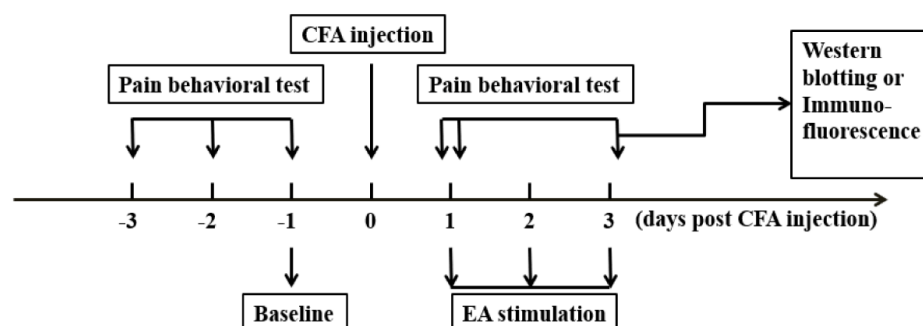 CFA injection
Pain behavioral test
Pain behavioral test
Western
blotting or
Immuno-
fluorescence
-3 -2 -1 0 1 2 3 (days post CFA injection)
Baseline
EA stimulation